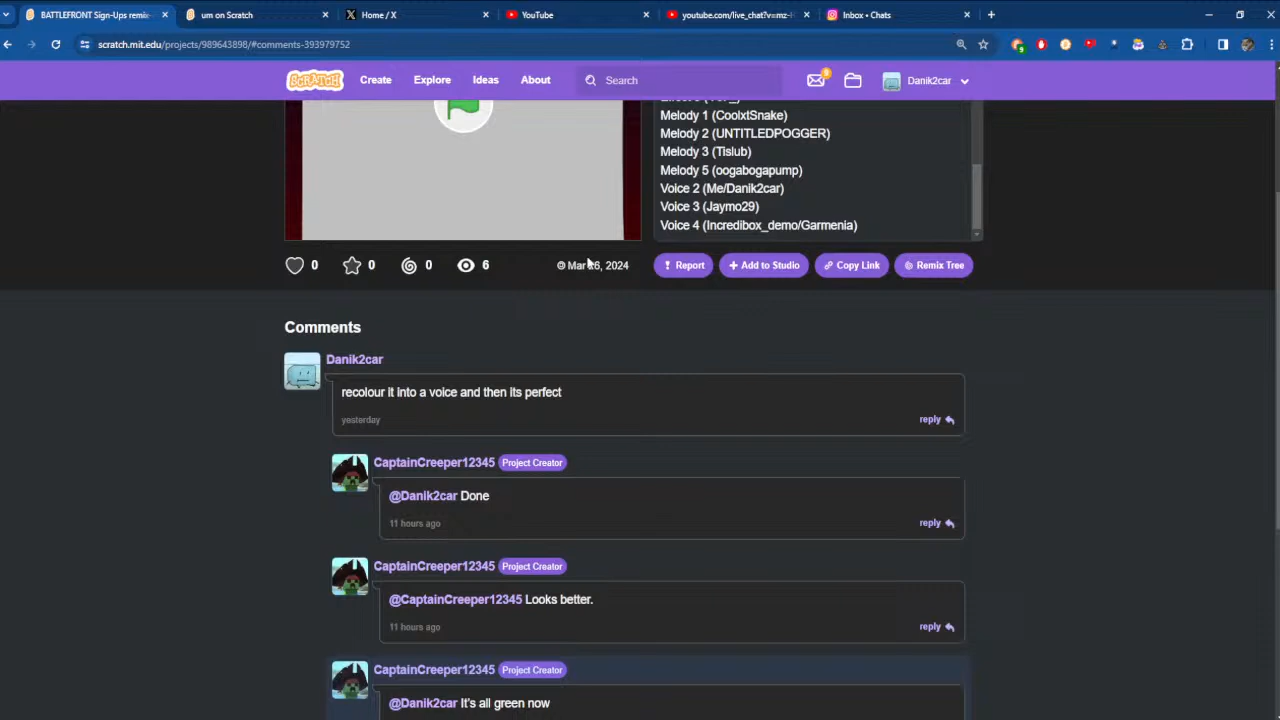 BATTLEFRONT Sign-Ups remi
um on Scratch
Home / X
YouTube
youtube.com/live_chat?v=mz-
Inbox • Chats
scratch.mit.edu/projects/989643898/#comments-393979752
SCRATCH
Create
Explore
Ideas
About
Search
Danik2car
Melody 1 (CoolxtSnake)
Melody 2 (UNTITLEDPOGGER)
Melody 3 (Tislub)
Melody 5 (oogabogapump)
Voice 2 (Me/Danik2car)
Voice 3 (Jaymo29)
Voice 4 (Incredibox_demo/Garmenia)
0 0 0 6
Report
Add to Studio
Copy Link
Remix Tree
Comments
Danik2car
recolour it into a voice and then its perfect
yesterday reply
CaptainCreeper12345 Project Creator
@Danik2car Done
11 hours ago reply
CaptainCreeper12345 Project Creator
@CaptainCreeper12345 Looks better.
11 hours ago reply
CaptainCreeper12345 Project Creator
@Danik2car It's all green now